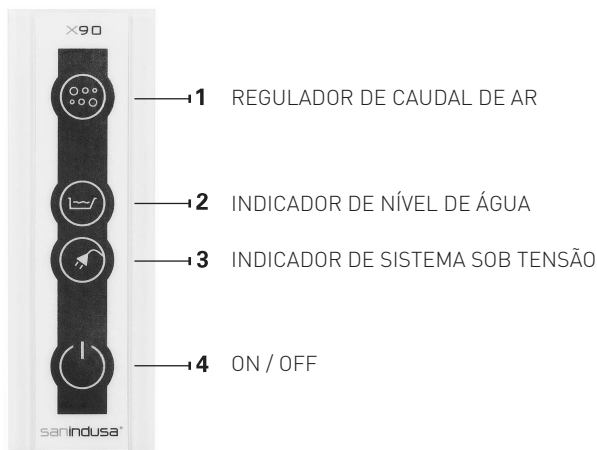 X90
1 REGULADOR DE CAUDAL DE AR
2 INDICADOR DE NÍVEL DE ÁGUA
3 INDICADOR DE SISTEMA SOB TENSÃO
4 ON / OFF
sanindusa®